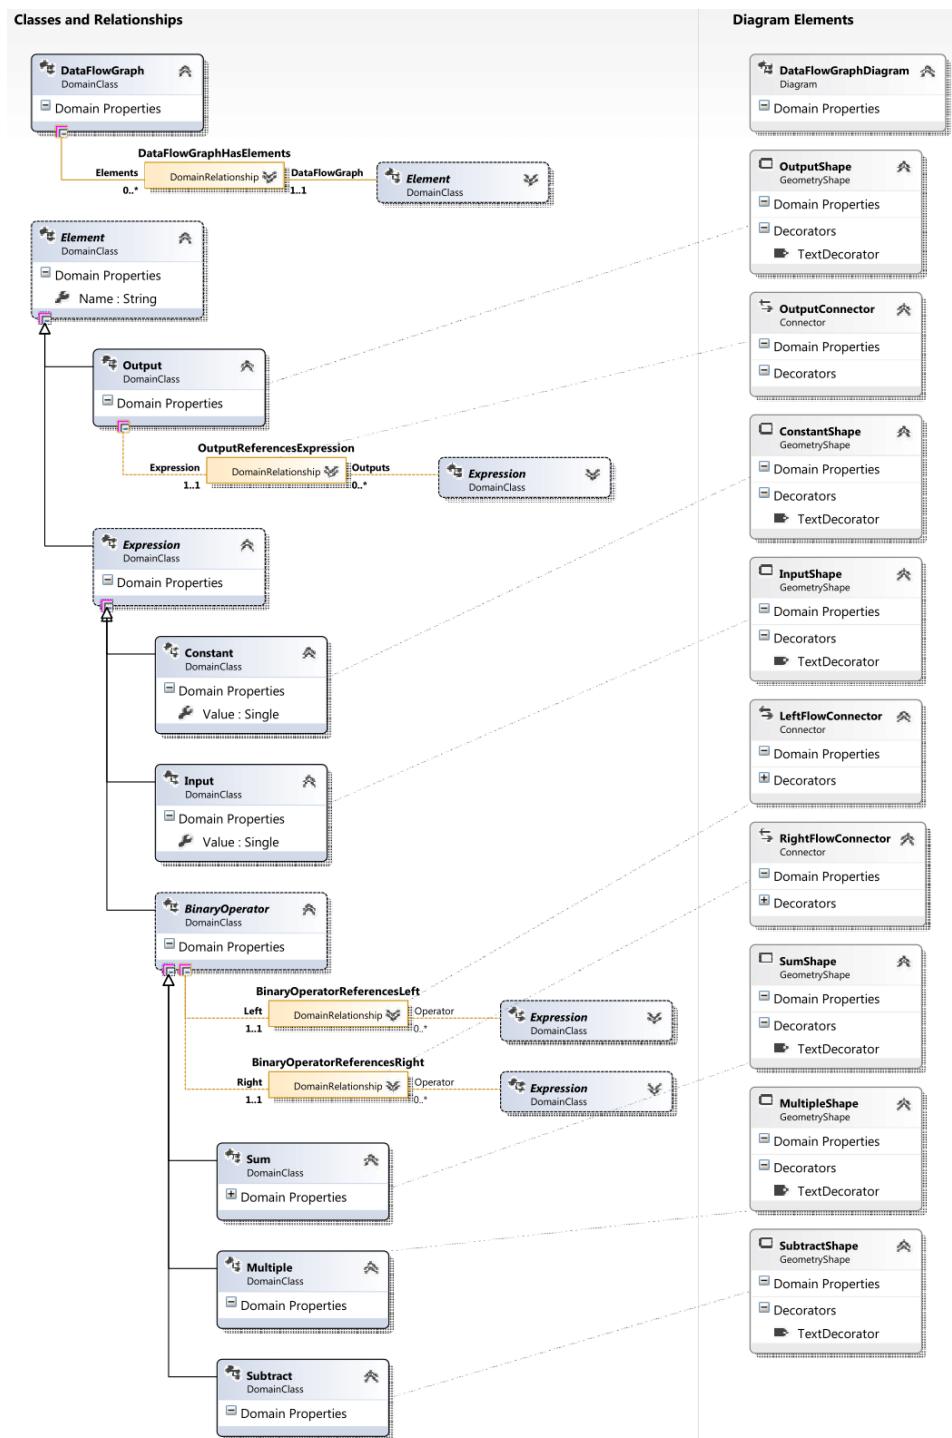 Classes and Relationships
DataFlowGraph
DomainClass
Domain Properties
DataFlowGraphHasElements
Elements
DomainRelationship
DataFlowGraph
0..*
1..1
Element
DomainClass
Element
DomainClass
Domain Properties
Name : String
Output
DomainClass
Domain Properties
OutputReferencesExpression
Expression
DomainRelationship
Outputs
1..1
0..*
Expression
DomainClass
Expression
DomainClass
Domain Properties
Constant
DomainClass
Domain Properties
Value : Single
Input
DomainClass
Domain Properties
Value : Single
BinaryOperator
DomainClass
Domain Properties
BinaryOperatorReferencesLeft
Left
DomainRelationship
Operator
1..1
0..*
Expression
DomainClass
BinaryOperatorReferencesRight
Right
DomainRelationship
Operator
1..1
0..*
Expression
DomainClass
Sum
DomainClass
Domain Properties
Multiple
DomainClass
Domain Properties
Subtract
DomainClass
Domain Properties
Diagram Elements
DataFlowGraphDiagram
Diagram
Domain Properties
OutputShape
GeometryShape
Domain Properties
Decorators
TextDecorator
OutputConnector
Connector
Domain Properties
Decorators
ConstantShape
GeometryShape
Domain Properties
Decorators
TextDecorator
InputShape
GeometryShape
Domain Properties
Decorators
TextDecorator
LeftFlowConnector
Connector
Domain Properties
Decorators
RightFlowConnector
Connector
Domain Properties
Decorators
SumShape
GeometryShape
Domain Properties
Decorators
TextDecorator
MultipleShape
GeometryShape
Domain Properties
Decorators
TextDecorator
SubtractShape
GeometryShape
Domain Properties
Decorators
TextDecorator